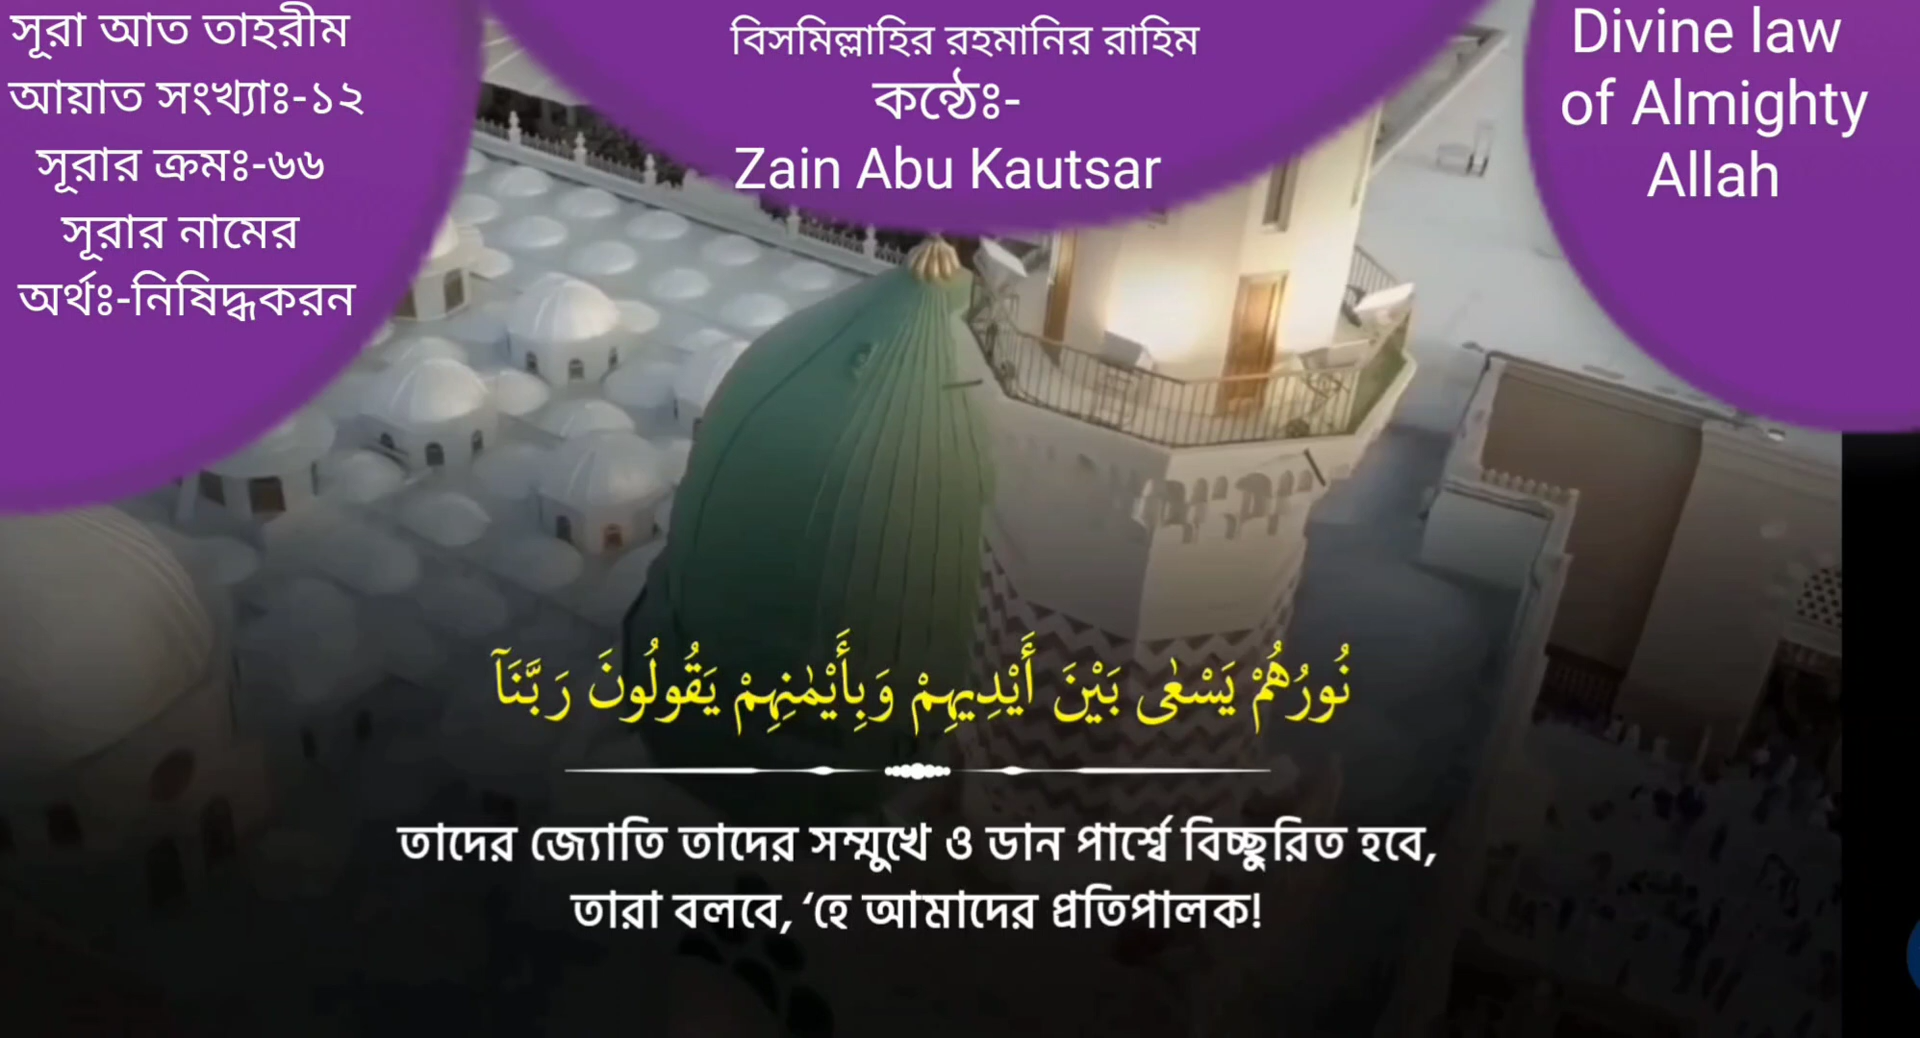 সূরা আত তাহরীম
আয়াত সংখ্যাঃ-১২
সূরার ক্রমঃ-৬৬
সূরার নামের
অর্থঃ-নিষিদ্ধকরন
বিসমিল্লাহির রহমানির রাহিম
কন্ঠেঃ-
Zain Abu Kautsar
Divine law
of Almighty
Allah
نُورُهُمْ يَسْعَىٰ بَيْنَ أَيْدِيهِمْ وَبِأَيْمَٰنِهِمْ يَقُولُونَ رَبَّنَآ
তাদের জ্যোতি তাদের সম্মুখে ও ডান পার্শ্বে বিচ্ছুরিত হবে,
তারা বলবে, ‘হে আমাদের প্রতিপালক!